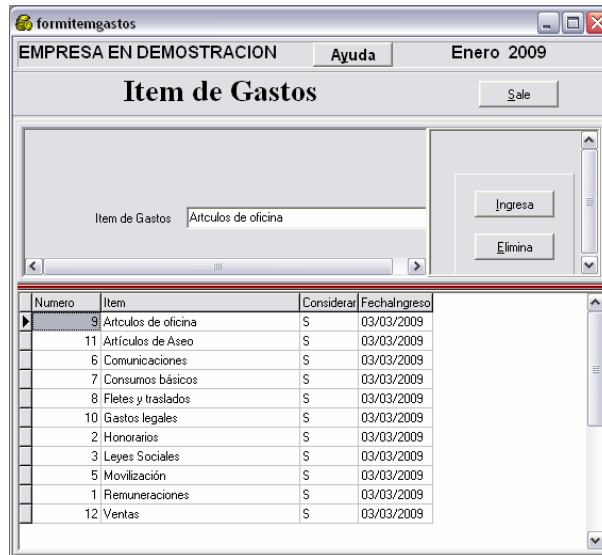 formitemgastos
EMPRESA EN DEMOSTRACION Ayuda Enero 2009
Item de Gastos Sale
Ingresa
Item de Gastos Artculos de oficina
Elimina
Numero Item Considerar FechaIngreso
9 Artculos de oficina S 03/03/2009
11 Artículos de Aseo S 03/03/2009
6 Comunicaciones S 03/03/2009
7 Consumos básicos S 03/03/2009
8 Fletes y traslados S 03/03/2009
10 Gastos legales S 03/03/2009
2 Honorarios S 03/03/2009
3 Leyes Sociales S 03/03/2009
5 Movilización S 03/03/2009
1 Remuneraciones S 03/03/2009
12 Ventas S 03/03/2009